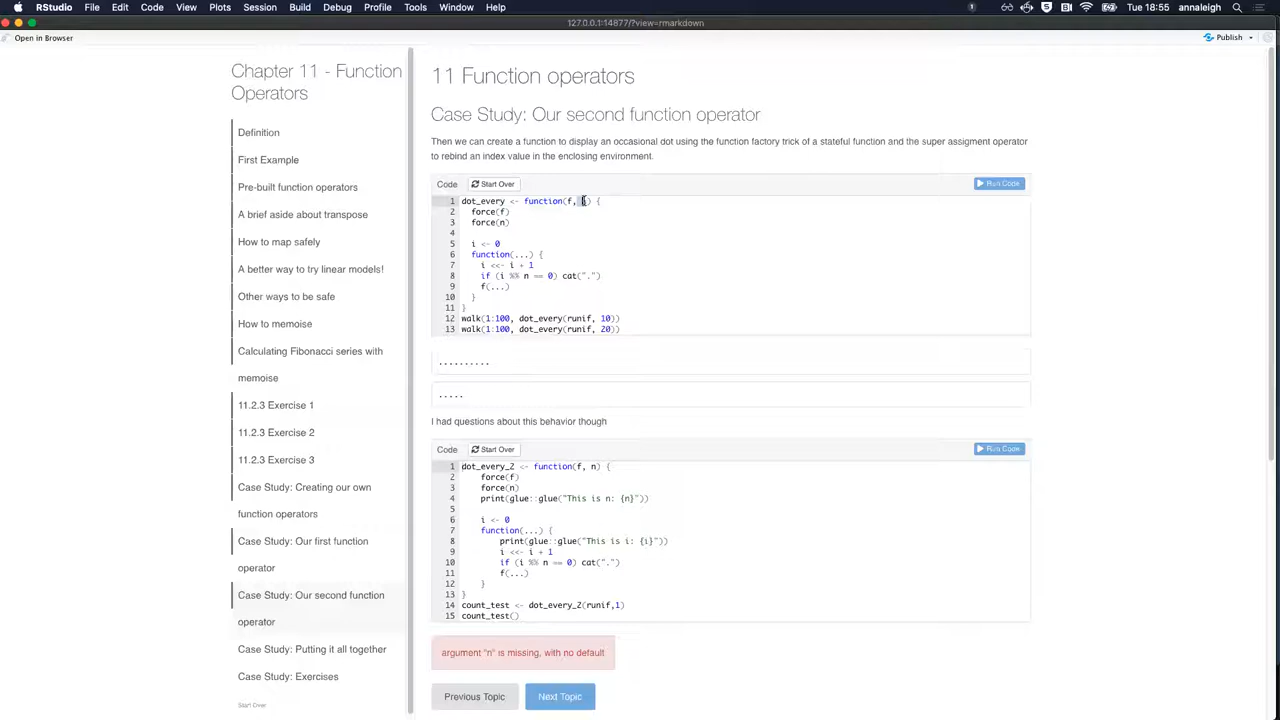 RStudio File Edit Code View Plots Session Build Debug Profile Tools Window Help Tue 18:55 annaleigh
127.0.0.1:14877/?view=rmarkdown
Open in Browser Publish
Chapter 11 - Function
Operators
Definition
First Example
Pre-built function operators
A brief aside about transpose
How to map safely
A better way to try linear models!
Other ways to be safe
How to memoise
Calculating Fibonacci series with
memoise
11.2.3 Exercise 1
11.2.3 Exercise 2
11.2.3 Exercise 3
Case Study: Creating our own
function operators
Case Study: Our first function
operator
Case Study: Our second function
operator
Case Study: Putting it all together
Case Study: Exercises
Start Over
11 Function operators
Case Study: Our second function operator
Then we can create a function to display an occasional dot using the function factory trick of a stateful function and the super assigment operator
to rebind an index value in the enclosing environment.
Code Start Over Run Code
1 dot_every <- function(f, ) {
2 force(f)
3 force(n)
4
5 i <- 0
6 function(...) {
7 i <<- i + 1
8 if (i %% n == 0) cat(".")
9 f(...)
10 }
11 }
12 walk(1:100, dot_every(runif, 10))
13 walk(1:100, dot_every(runif, 20))
..........
.....
I had questions about this behavior though
Code Start Over Run Code
1 dot_every_2 <- function(f, n) {
2 force(f)
3 force(n)
4 print(glue::glue("This is n: {n}"))
5
6 i <- 0
7 function(...) {
8 print(glue::glue("This is i: {i}"))
9 i <<- i + 1
10 if (i %% n == 0) cat(".")
11 f(...)
12 }
13 }
14 count_test <- dot_every_2(runif,1)
15 count_test()
argument "n" is missing, with no default
Previous Topic Next Topic